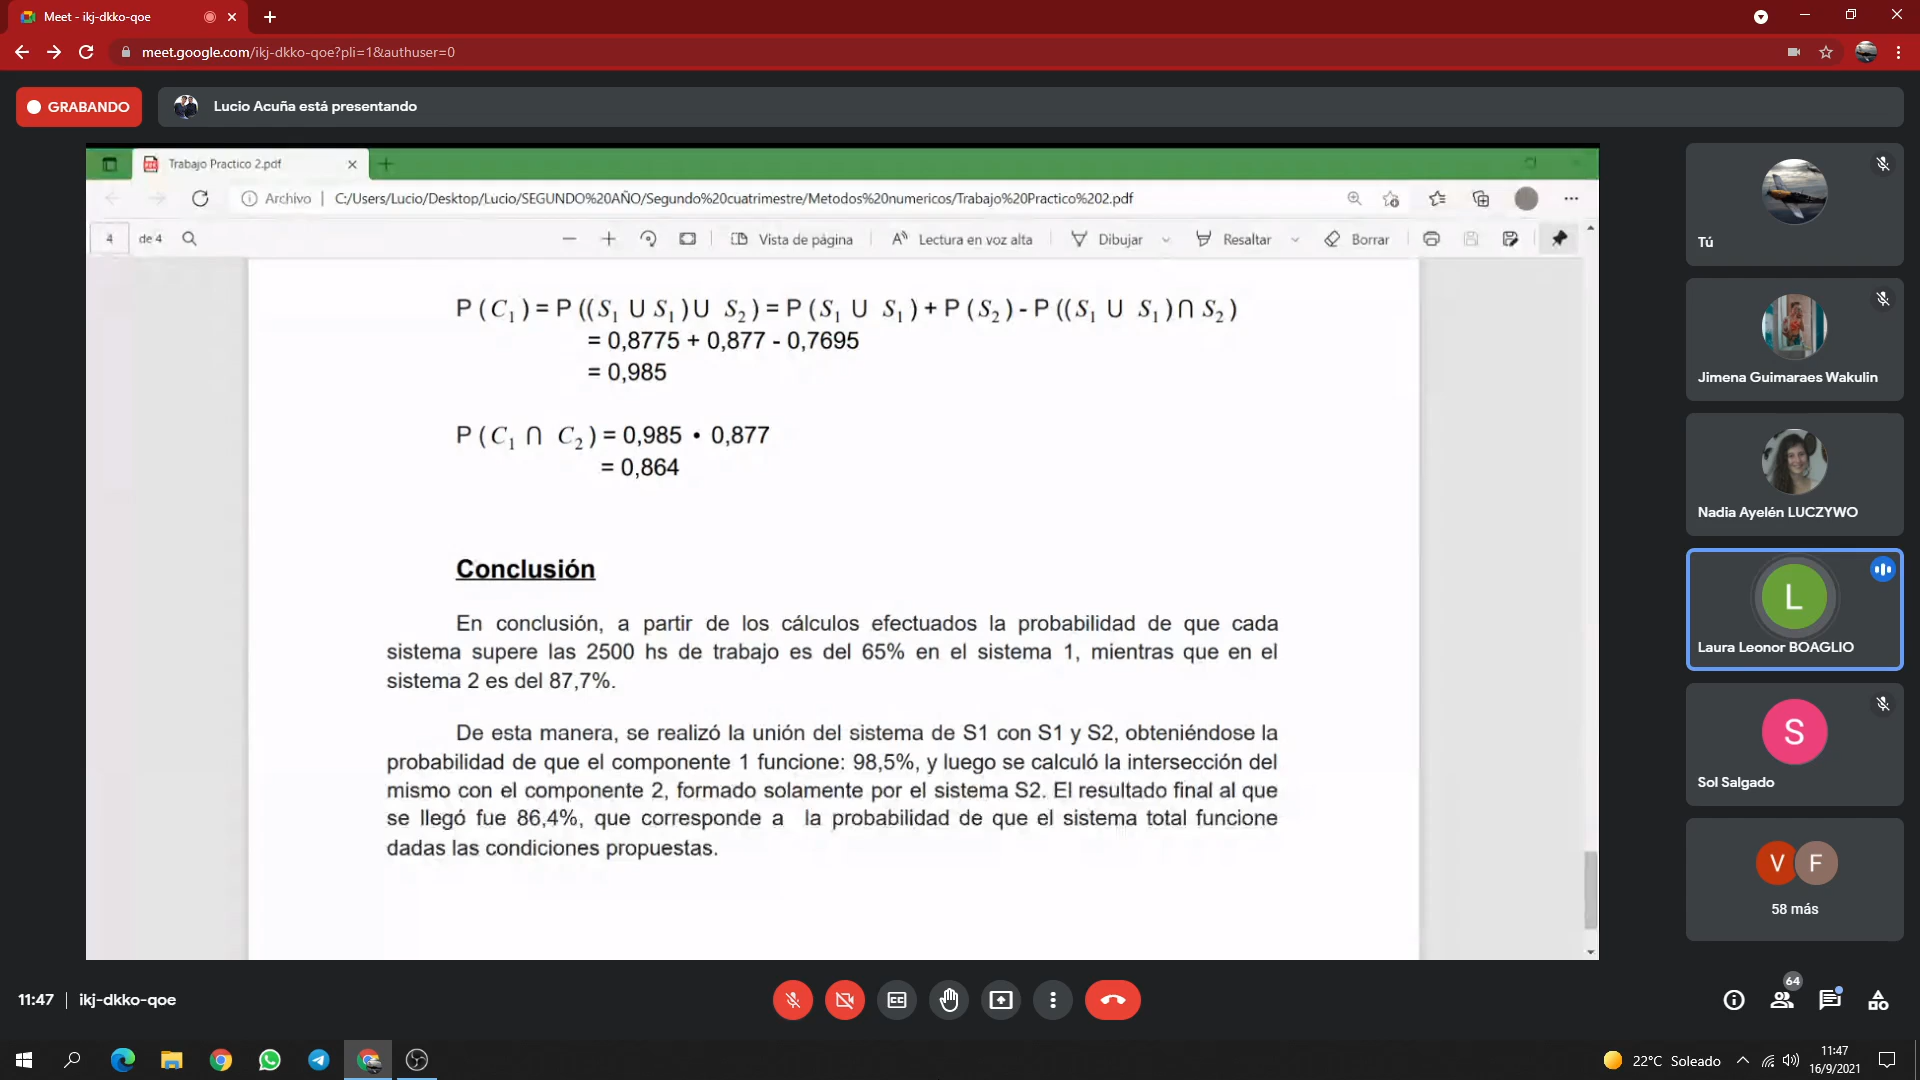 Meet - ikj-dkko-qoe
meet.google.com/ikj-dkko-qoe?pli=1&authuser=0
GRABANDO
Lucio Acuña está presentando
Trabajo Practico 2.pdf
Archivo | C:/Users/Lucio/Desktop/Lucio/SEGUNDO%20AÑO/Segundo%20cuatrimestre/Metodos%20numericos/Trabajo%20Practico%202.pdf
4 de 4 Vista de página Lectura en voz alta Dibujar Resaltar Borrar
P ( C₁ ) = P (( S₁ U S₁ )U S₂ ) = P ( S₁ U S₁ ) + P ( S₂ ) - P (( S₁ U S₁ )∩ S₂ )
= 0,8775 + 0,877 - 0,7695
= 0,985
P ( C₁ ∩ C₂ ) = 0,985 • 0,877
= 0,864
Conclusión
En conclusión, a partir de los cálculos efectuados la probabilidad de que cada
sistema supere las 2500 hs de trabajo es del 65% en el sistema 1, mientras que en el
sistema 2 es del 87,7%.
De esta manera, se realizó la unión del sistema de S1 con S1 y S2, obteniéndose la
probabilidad de que el componente 1 funcione: 98,5%, y luego se calculó la intersección del
mismo con el componente 2, formado solamente por el sistema S2. El resultado final al que
se llegó fue 86,4%, que corresponde a la probabilidad de que el sistema total funcione
dadas las condiciones propuestas.
Tú
Jimena Guimaraes Wakulin
Nadia Ayelén LUCZYWO
L
Laura Leonor BOAGLIO
S
Sol Salgado
V F
58 más
11:47 | ikj-dkko-qoe
64
22°C Soleado
11:47
16/9/2021